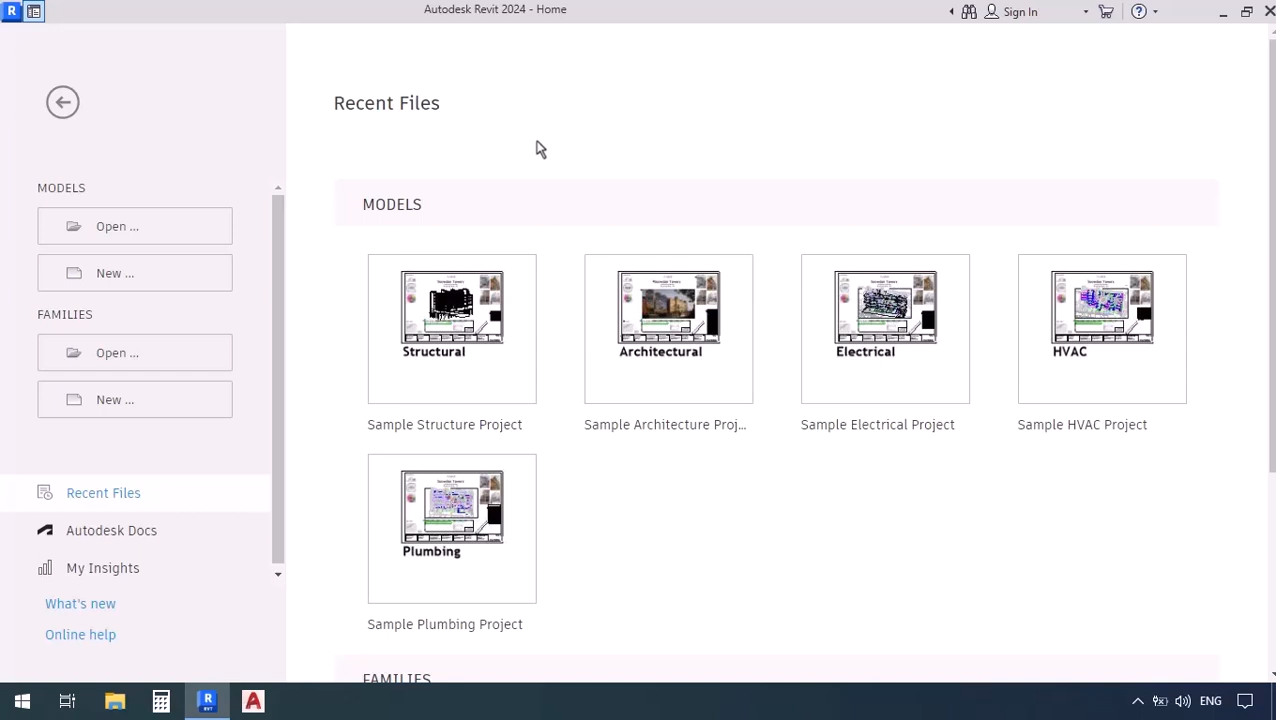 Autodesk Revit 2024 - Home
Sign In
Recent Files
MODELS
Open ...
New ...
FAMILIES
Open ...
New ...
Recent Files
Autodesk Docs
My Insights
What's new
Online help
MODELS
Structural
Architectural
Electrical
HVAC
Sample Structure Project
Sample Architecture Proj...
Sample Electrical Project
Sample HVAC Project
Plumbing
Sample Plumbing Project
FAMILIES
ENG